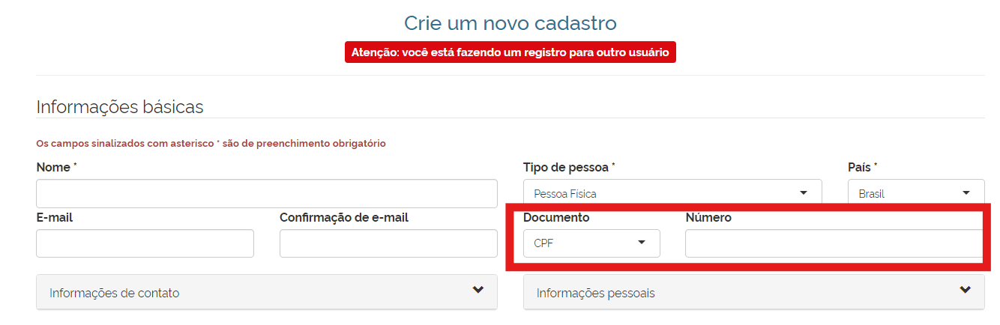 Crie um novo cadastro
Atenção: você está fazendo um registro para outro usuário
Informações básicas
Os campos sinalizados com asterisco * são de preenchimento obrigatório
Nome *
Tipo de pessoa *
País *
Pessoa Física
Brasil
E-mail
Confirmação de e-mail
Documento
Número
CPF
Informações de contato
Informações pessoais